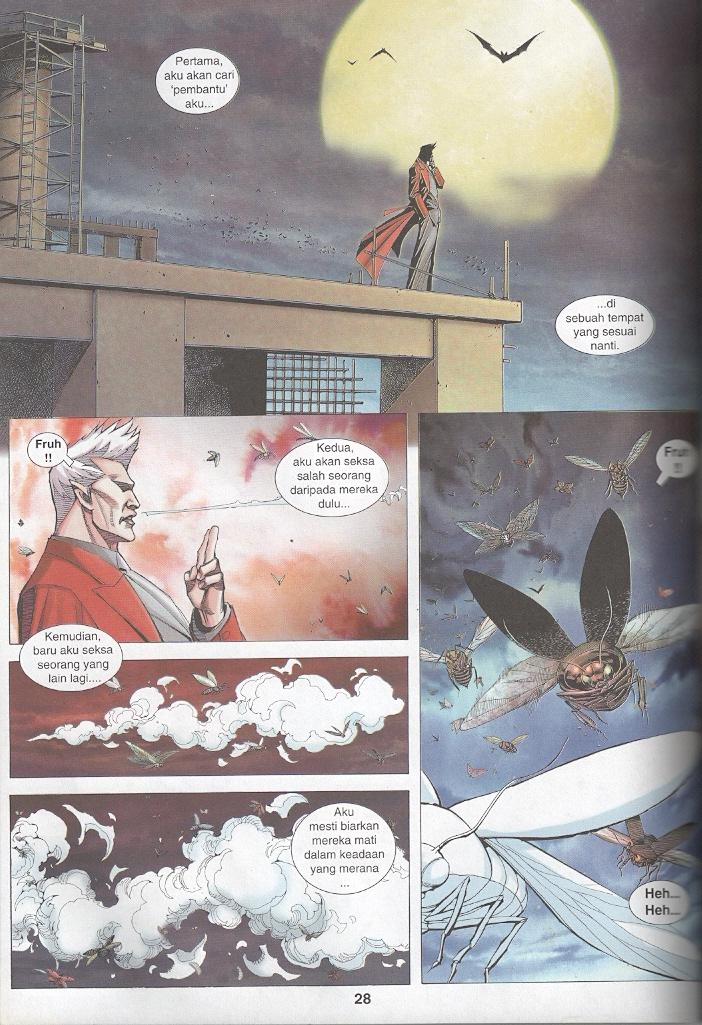 Pertama,
aku akan cari
'pembantu'
aku...
...di
sebuah tempat
yang sesuai
nanti.
Fruh
!!
Kedua,
aku akan seksa
salah seorang
daripada mereka
dulu...
Kemudian,
baru aku seksa
seorang yang
lain lagi....
Aku
mesti biarkan
mereka mati
dalam keadaan
yang merana
...
Fruh
!!
Heh...
Heh...
28